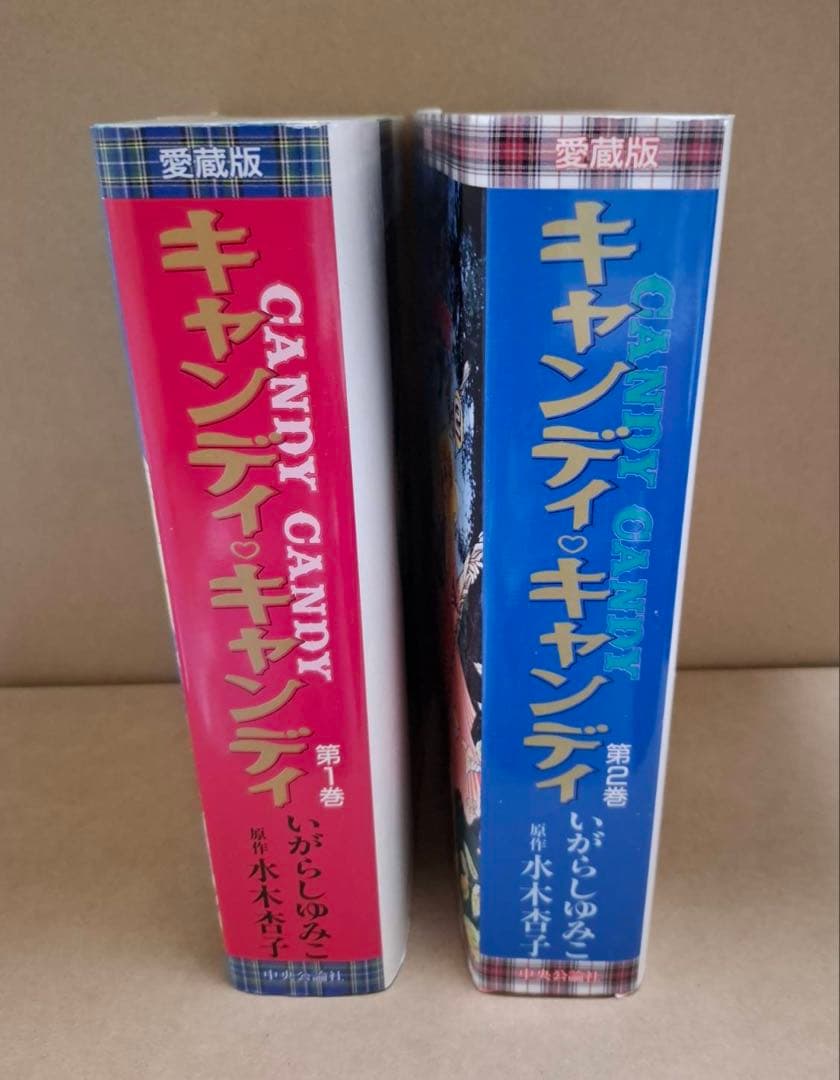 愛蔵版
キャンディ♡キャンディ
CANDY CANDY
第1巻
いがらしゆみこ
原作 水木杏子
中央公論社
愛蔵版
キャンディ♡キャンディ
CANDY CANDY
第2巻
いがらしゆみこ
原作 水木杏子
中央公論社